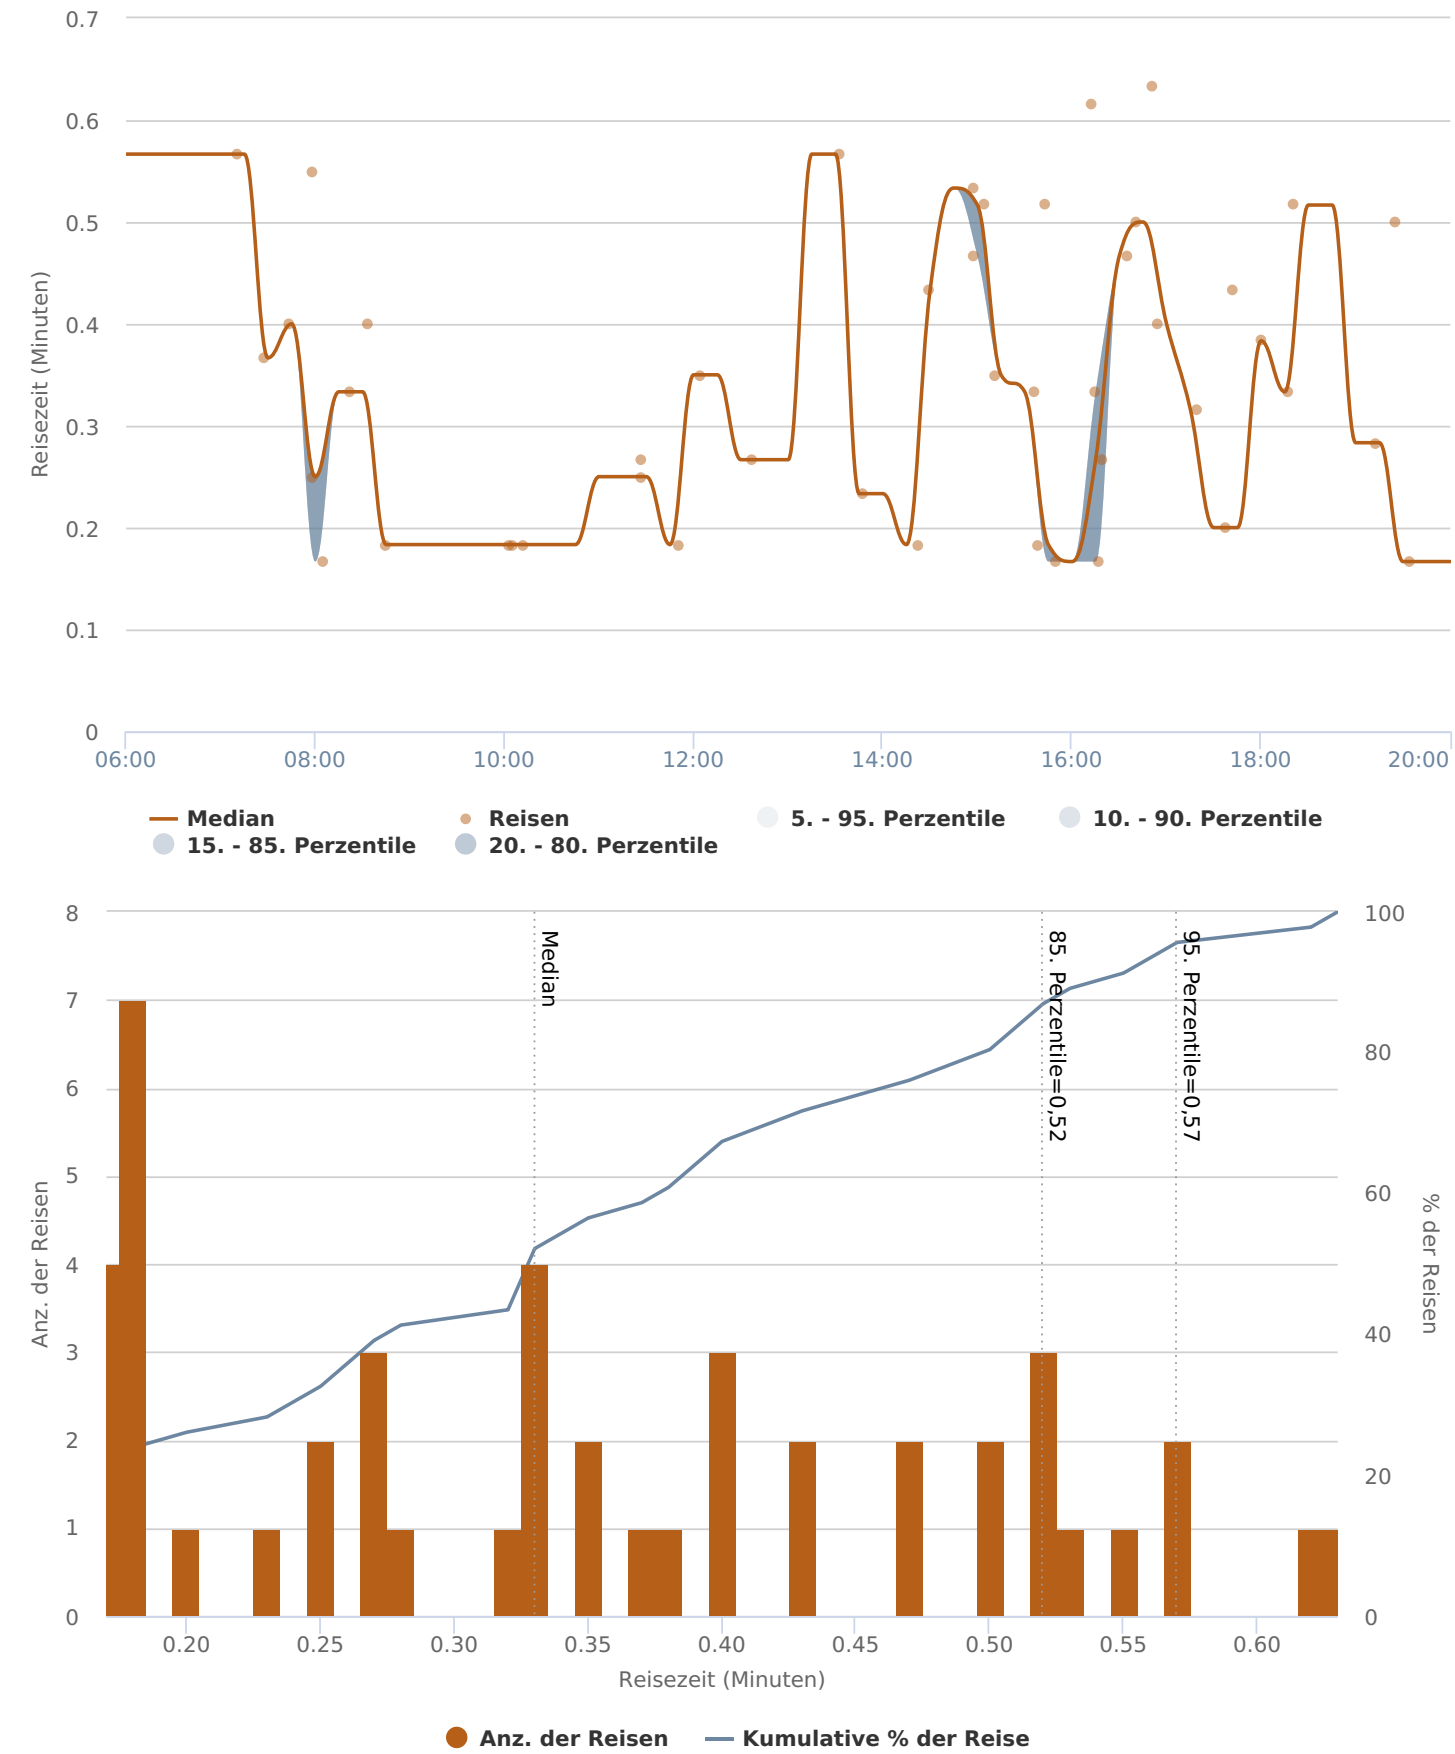 0.7
0.6
0.5
0.4
0.3
0.2
0.1
0
Reisezeit (Minuten)
06:00 08:00 10:00 12:00 14:00 16:00 18:00 20:00
Median Reisen 5. - 95. Perzentile 10. - 90. Perzentile
15. - 85. Perzentile 20. - 80. Perzentile
8
7
6
5
4
3
2
1
0
Anz. der Reisen
Median
85. Perzentile=0,52
95. Perzentile=0,57
100
80
60
40
20
0
% der Reisen
0.20 0.25 0.30 0.35 0.40 0.45 0.50 0.55 0.60
Reisezeit (Minuten)
Anz. der Reisen Kumulative % der Reise